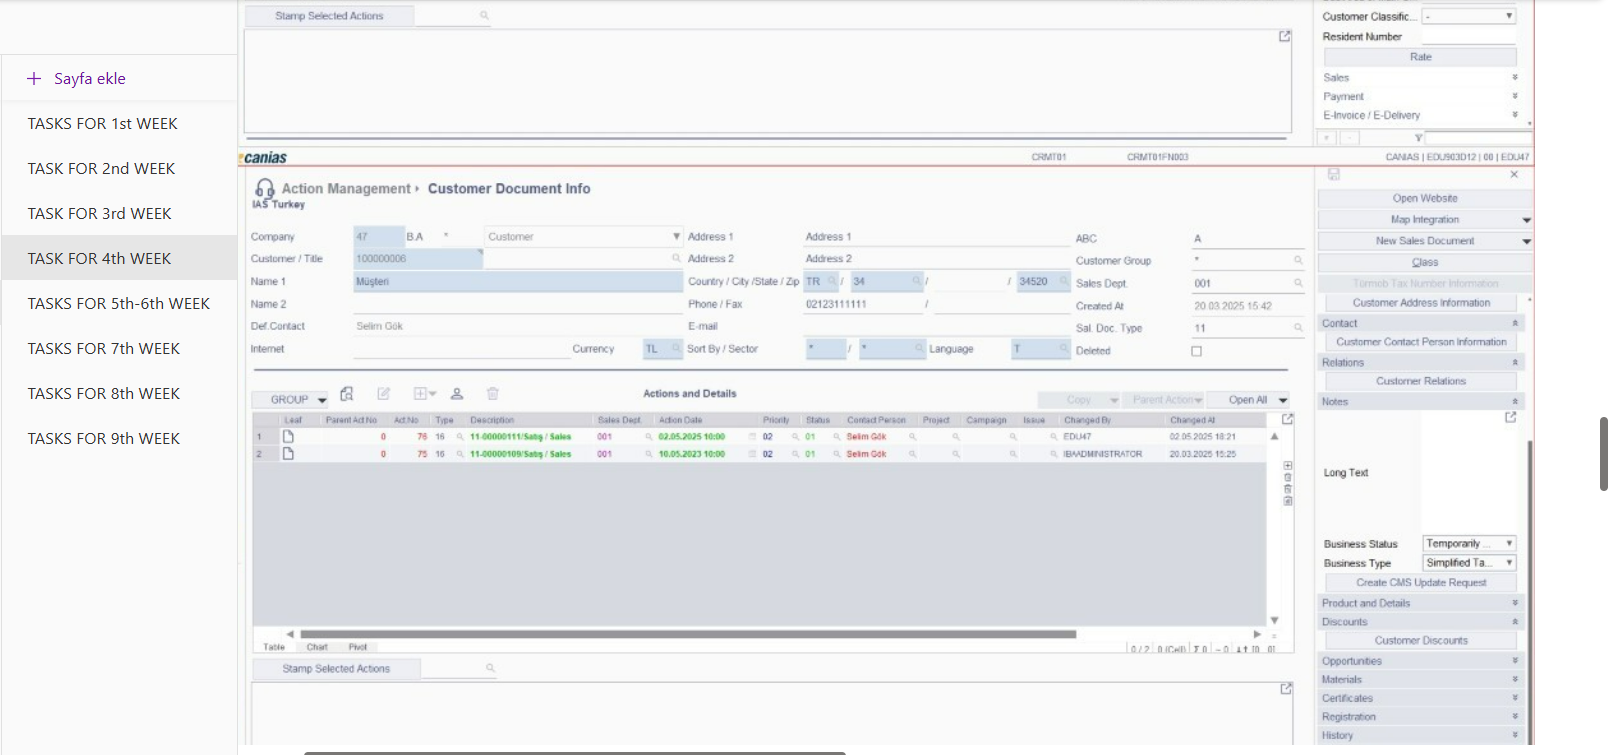 Stamp Selected Actions
Customer Classific... -
Resident Number
Rate
Sales
Payment
E-Invoice / E-Delivery
Sayfa ekle
TASKS FOR 1st WEEK
TASK FOR 2nd WEEK
TASK FOR 3rd WEEK
TASK FOR 4th WEEK
TASKS FOR 5th-6th WEEK
TASKS FOR 7th WEEK
TASKS FOR 8th WEEK
TASKS FOR 9th WEEK
canias CRMT01 CRMT01FN003 CANIAS | EDU903D12 | 00 | EDU47
Action Management Customer Document Info
IAS Turkey
Company 47 B.A * Customer Address 1 Address 1 ABC A
Customer / Title 100000006 Address 2 Address 2 Customer Group *
Name 1 Müşteri Country / City /State / Zip TR / 34 / / 34520 Sales Dept. 001
Name 2 Phone / Fax 02123111111 / Created At 20.03.2025 15:42
Def.Contact Selim Gök E-mail Sal. Doc. Type 11
Internet Currency TL Sort By / Sector * / * Language T Deleted
GROUP Actions and Details Copy Parent Action Open All
Leaf Parent Act No Act No Type Description Sales Dept. Action Date Priority Status Contact Person Project Campaign Issue Changed By Changed At
1 0 76 16 11-00000111/Satış / Sales 001 02.05.2025 10:00 02 01 Selim Gök EDU47 02.05.2025 18:21
2 0 75 16 11-00000109/Satış / Sales 001 10.05.2023 10:00 02 01 Selim Gök IBAADMINISTRATOR 20.03.2025 15:25
Table Chart Pivot
0 / 2 0 (Cell) Σ 0
Stamp Selected Actions
Open Website
Map Integration
New Sales Document
Class
Turmob Tax Number Information
Customer Address Information
Contact
Customer Contact Person Information
Relations
Customer Relations
Notes
Long Text
Business Status Temporarily ...
Business Type Simplified Ta...
Create CMS Update Request
Product and Details
Discounts
Customer Discounts
Opportunities
Materials
Certificates
Registration
History